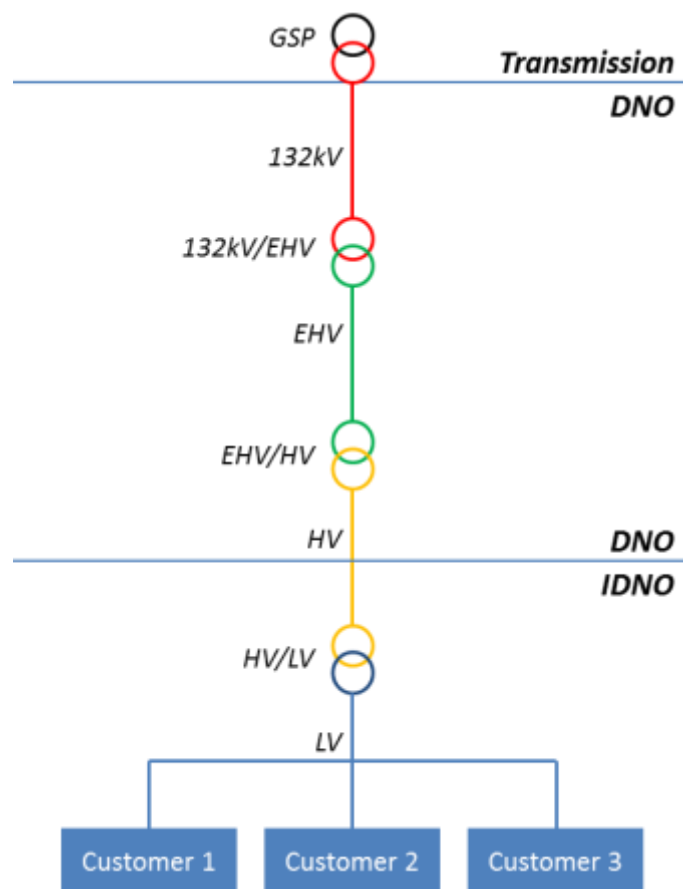 GSP
Transmission
DNO
132kV
132kV/EHV
EHV
EHV/HV
HV
DNO
IDNO
HV/LV
LV
Customer 1
Customer 2
Customer 3